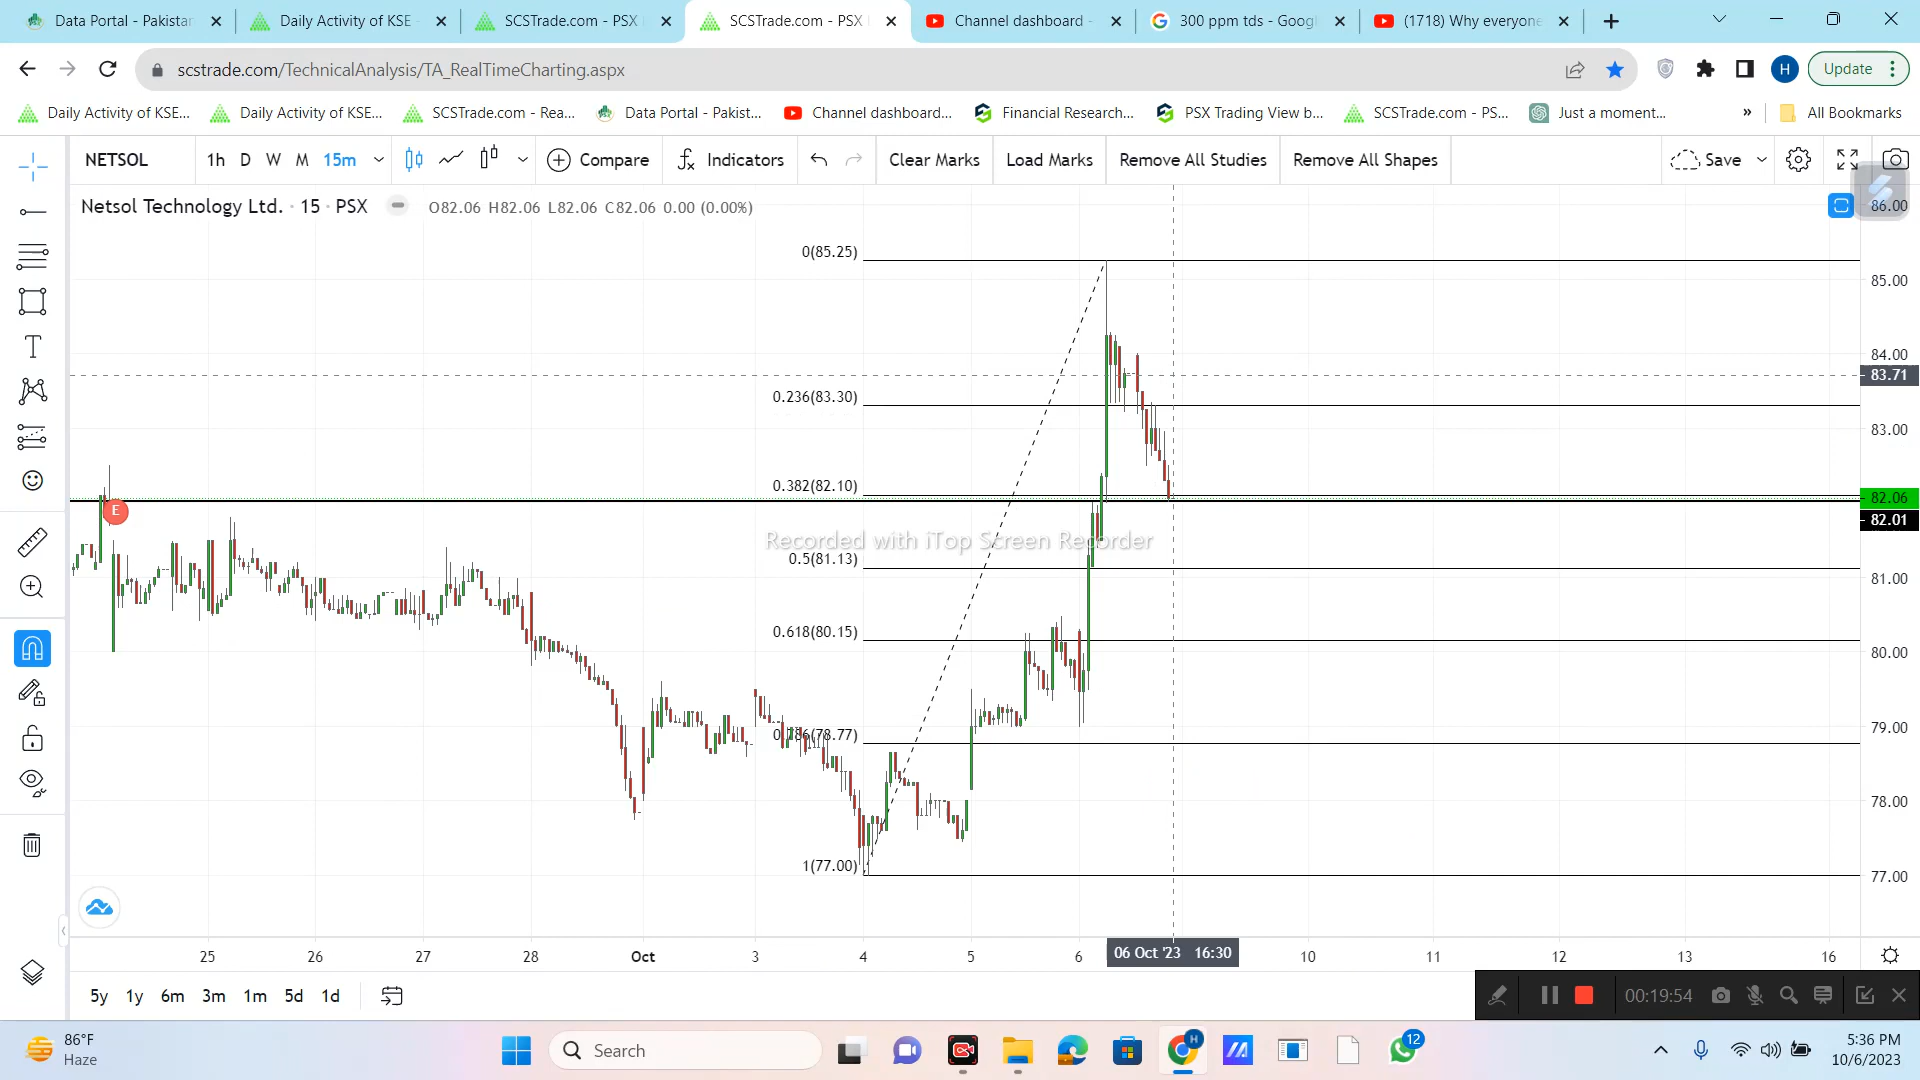 Data Portal - Pakistan
Daily Activity of KSE -
SCSTrade.com - PSX
SCSTrade.com - PSX
Channel dashboard -
300 ppm tds - Goog
(1718) Why everyone
scstrade.com/TechnicalAnalysis/TA_RealTimeCharting.aspx
H
Update
Daily Activity of KSE...
Daily Activity of KSE...
SCSTrade.com - Rea...
Data Portal - Pakist...
Channel dashboard...
Financial Research...
PSX Trading View b...
SCSTrade.com - PS...
Just a moment...
»
All Bookmarks
NETSOL
1h D W M 15m
Compare
Indicators
Clear Marks
Load Marks
Remove All Studies
Remove All Shapes
Save
Netsol Technology Ltd. · 15 · PSX
O82.06 H82.06 L82.06 C82.06 0.00 (0.00%)
86.00
0(85.25)
85.00
84.00
83.71
0.236(83.30)
83.00
0.382(82.10)
82.06
E
82.01
Recorded with iTop Screen Recorder
0.5(81.13)
81.00
0.618(80.15)
80.00
79.00
0.786(78.77)
78.00
1(77.00)
77.00
25 26 27 28 Oct 3 4 5 6
06 Oct '23 16:30
10 11 12 13 16
5y 1y 6m 3m 1m 5d 1d
00:19:54
86°F
Haze
Search
H
12
5:36 PM
10/6/2023